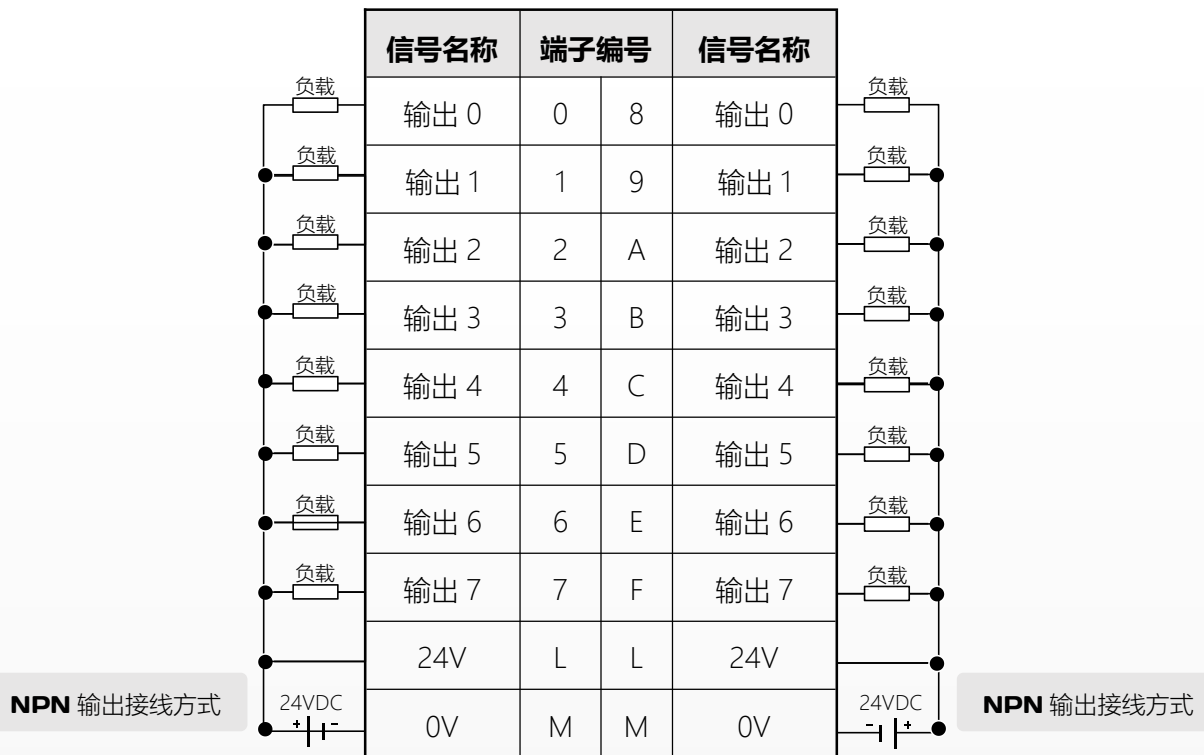 信号名称 端子编号 信号名称
负载 输出 0 0 8 输出 0 负载
负载 输出 1 1 9 输出 1 负载
负载 输出 2 2 A 输出 2 负载
负载 输出 3 3 B 输出 3 负载
负载 输出 4 4 C 输出 4 负载
负载 输出 5 5 D 输出 5 负载
负载 输出 6 6 E 输出 6 负载
负载 输出 7 7 F 输出 7 负载
24V L L 24V
NPN 输出接线方式 24VDC + - 0V M M 0V 24VDC - + NPN 输出接线方式